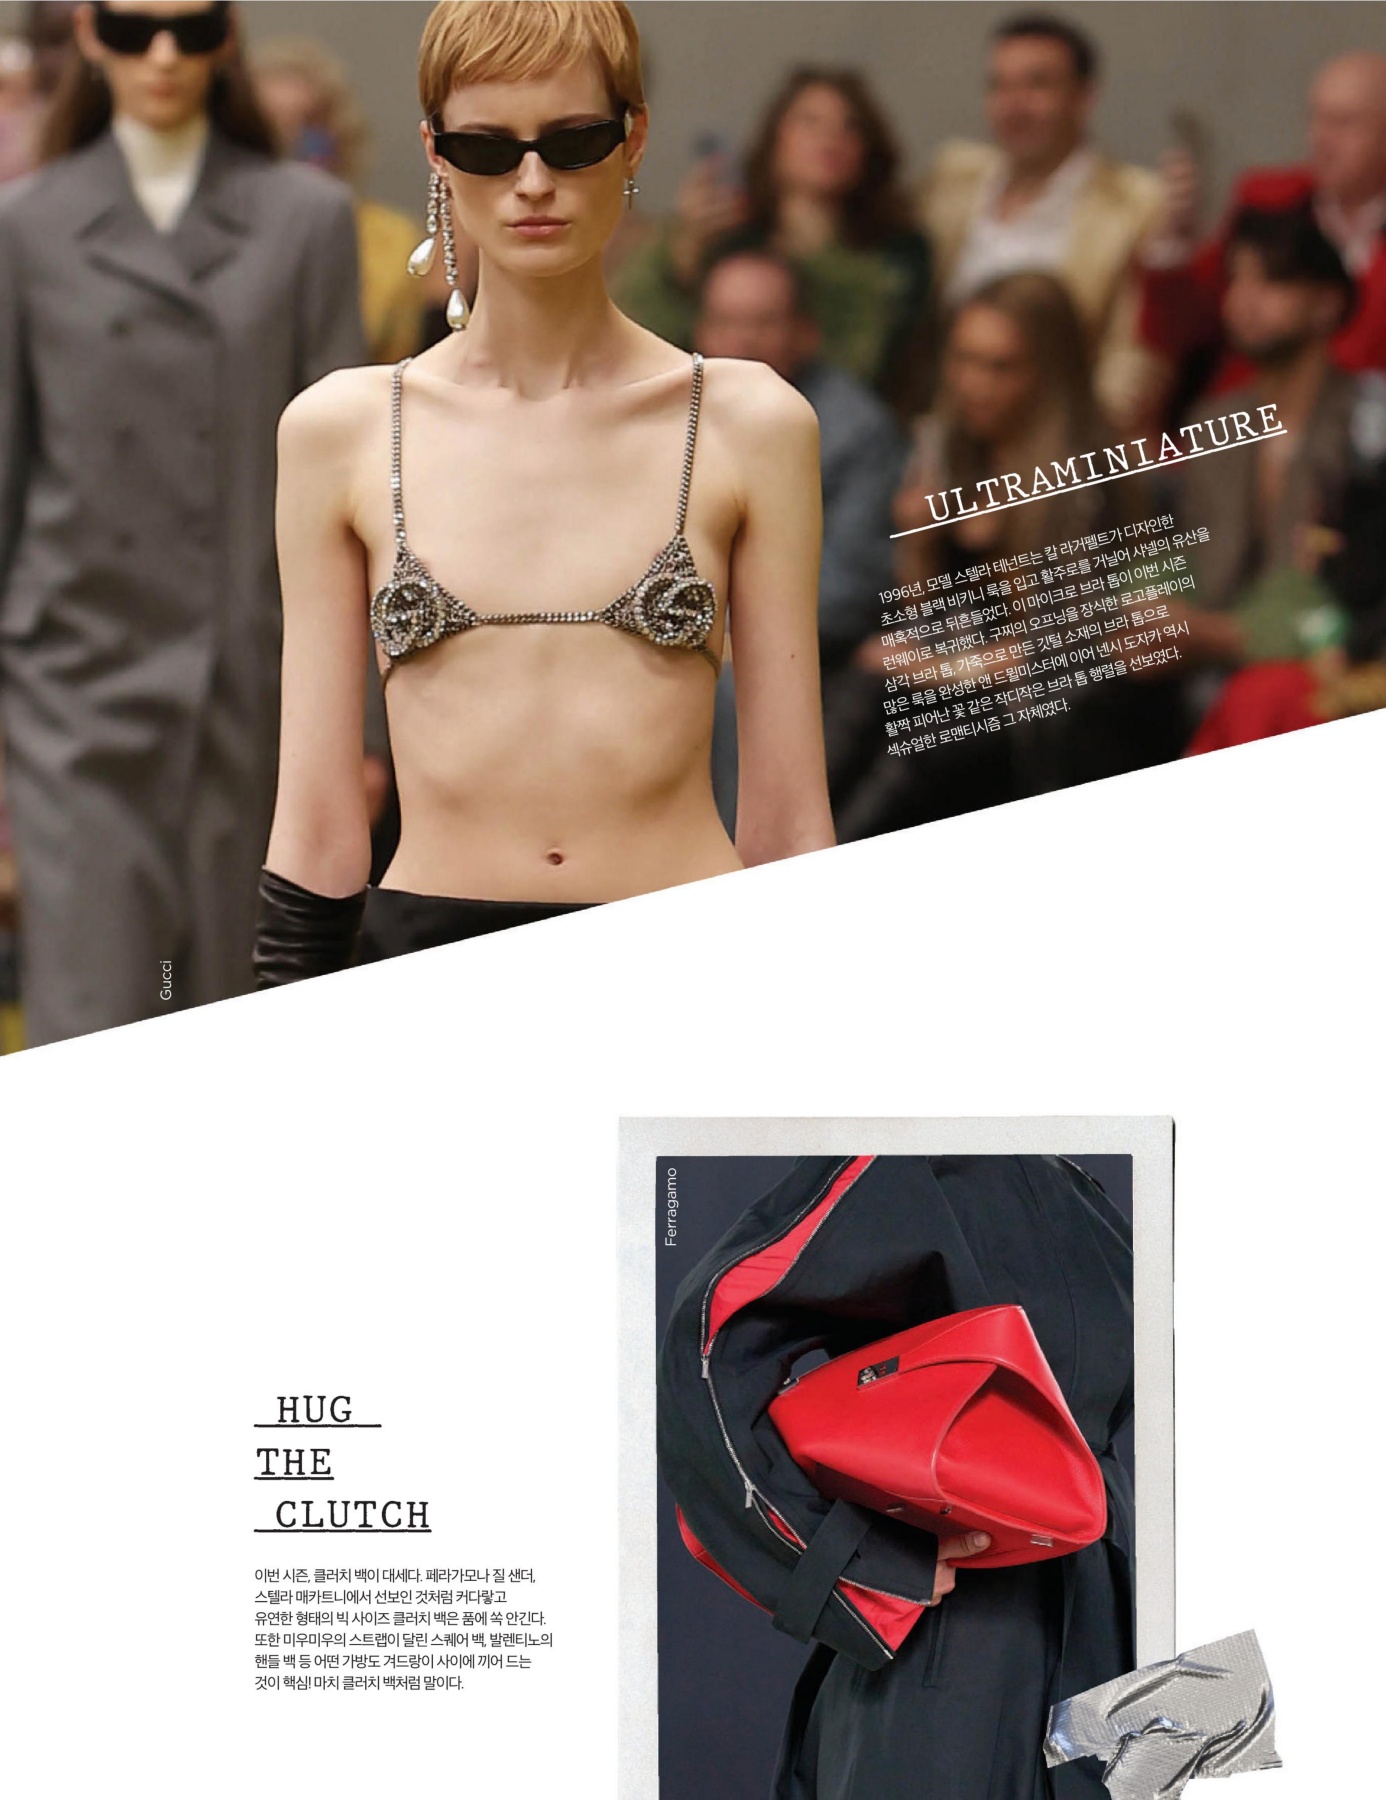 ULTRAMINIATURE
1996년, 모델 스텔라 테넌트는 칼 라거펠트가 디자인한
초소형 블랙 비키니 룩을 입고 활주로를 거닐어 샤넬의 유산을
매혹적으로 뒤흔들었다. 이 마이크로 브라 톱이 이번 시즌
런웨이로 복귀했다. 구찌의 오프닝을 장식한 로고플레이의
삼각 브라 톱, 가죽으로 만든 깃털 소재의 브라 톱으로
많은 룩을 완성한 앤 드뮐미스터에 이어 넨시 도자카 역시
활짝 피어난 꽃 같은 작디작은 브라 톱 행렬을 선보였다.
섹슈얼한 로맨티시즘 그 자체였다.
Gucci
Ferragamo
HUG
THE
CLUTCH
이번 시즌, 클러치 백이 대세다. 페라가모나 질 샌더,
스텔라 매카트니에서 선보인 것처럼 커다랗고
유연한 형태의 빅 사이즈 클러치 백은 품에 쏙 안긴다.
또한 미우미우의 스트랩이 달린 스퀘어 백, 발렌티노의
핸들 백 등 어떤 가방도 겨드랑이 사이에 끼어 드는
것이 핵심! 마치 클러치 백처럼 말이다.